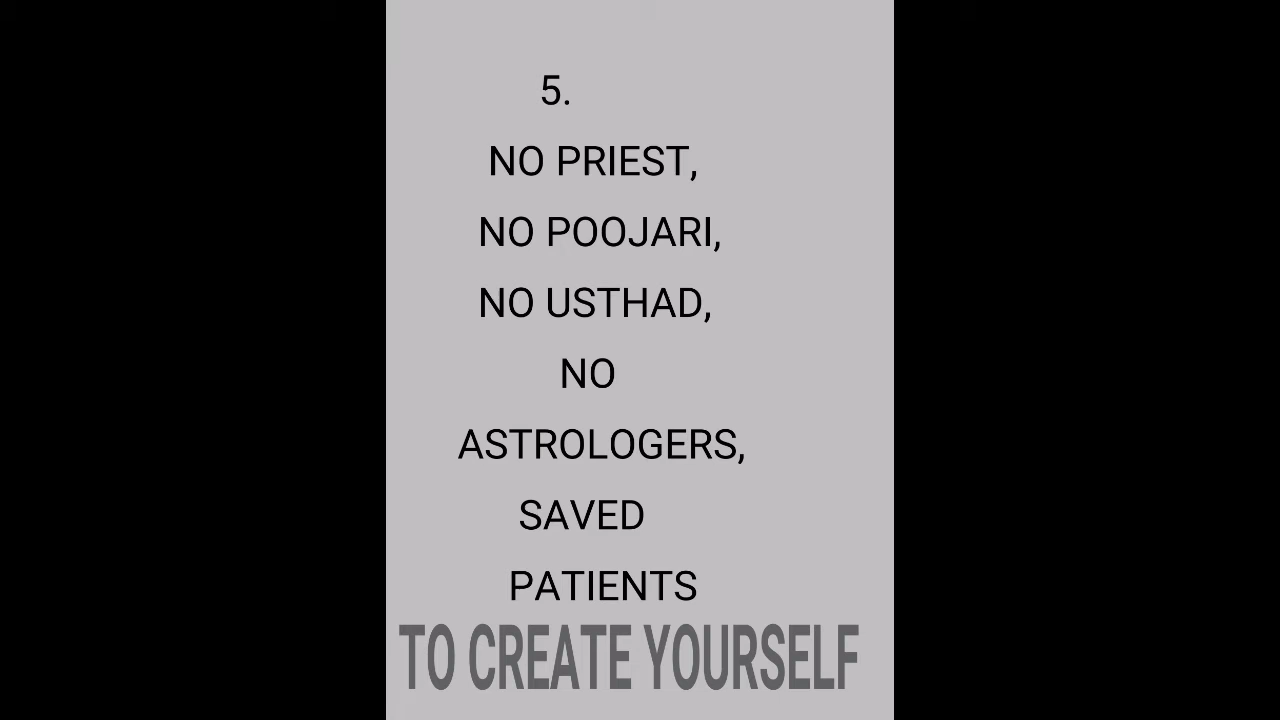 5.
NO PRIEST,
NO POOJARI,
NO USTHAD,
NO
ASTROLOGERS,
SAVED
PATIENTS
TO CREATE YOURSELF